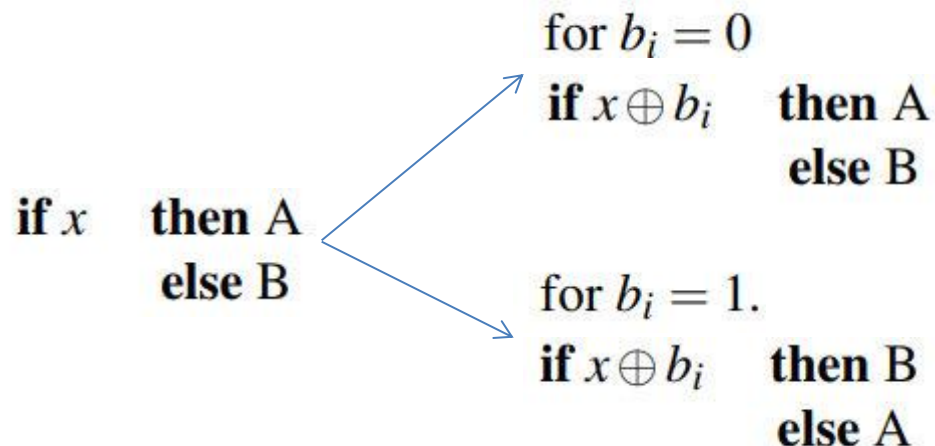 if x then A
else B
for bᵢ = 0
if x ⊕ bᵢ then A
else B
for bᵢ = 1.
if x ⊕ bᵢ then B
else A